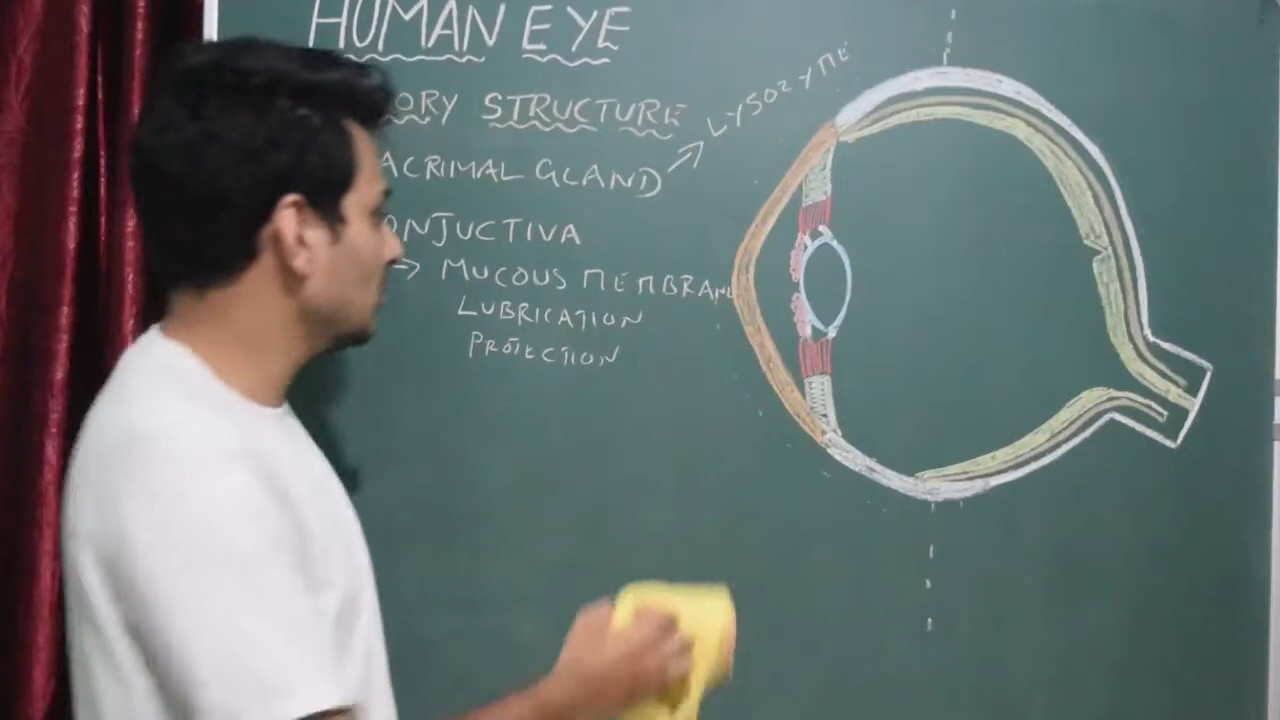 HUMAN EYE
ORY STRUCTURE
ACRIMAL GLAND → LYSOZYME
ONJUCTIVA
→ MUCOUS MEMBRANE
LUBRICATION
PROTECTION